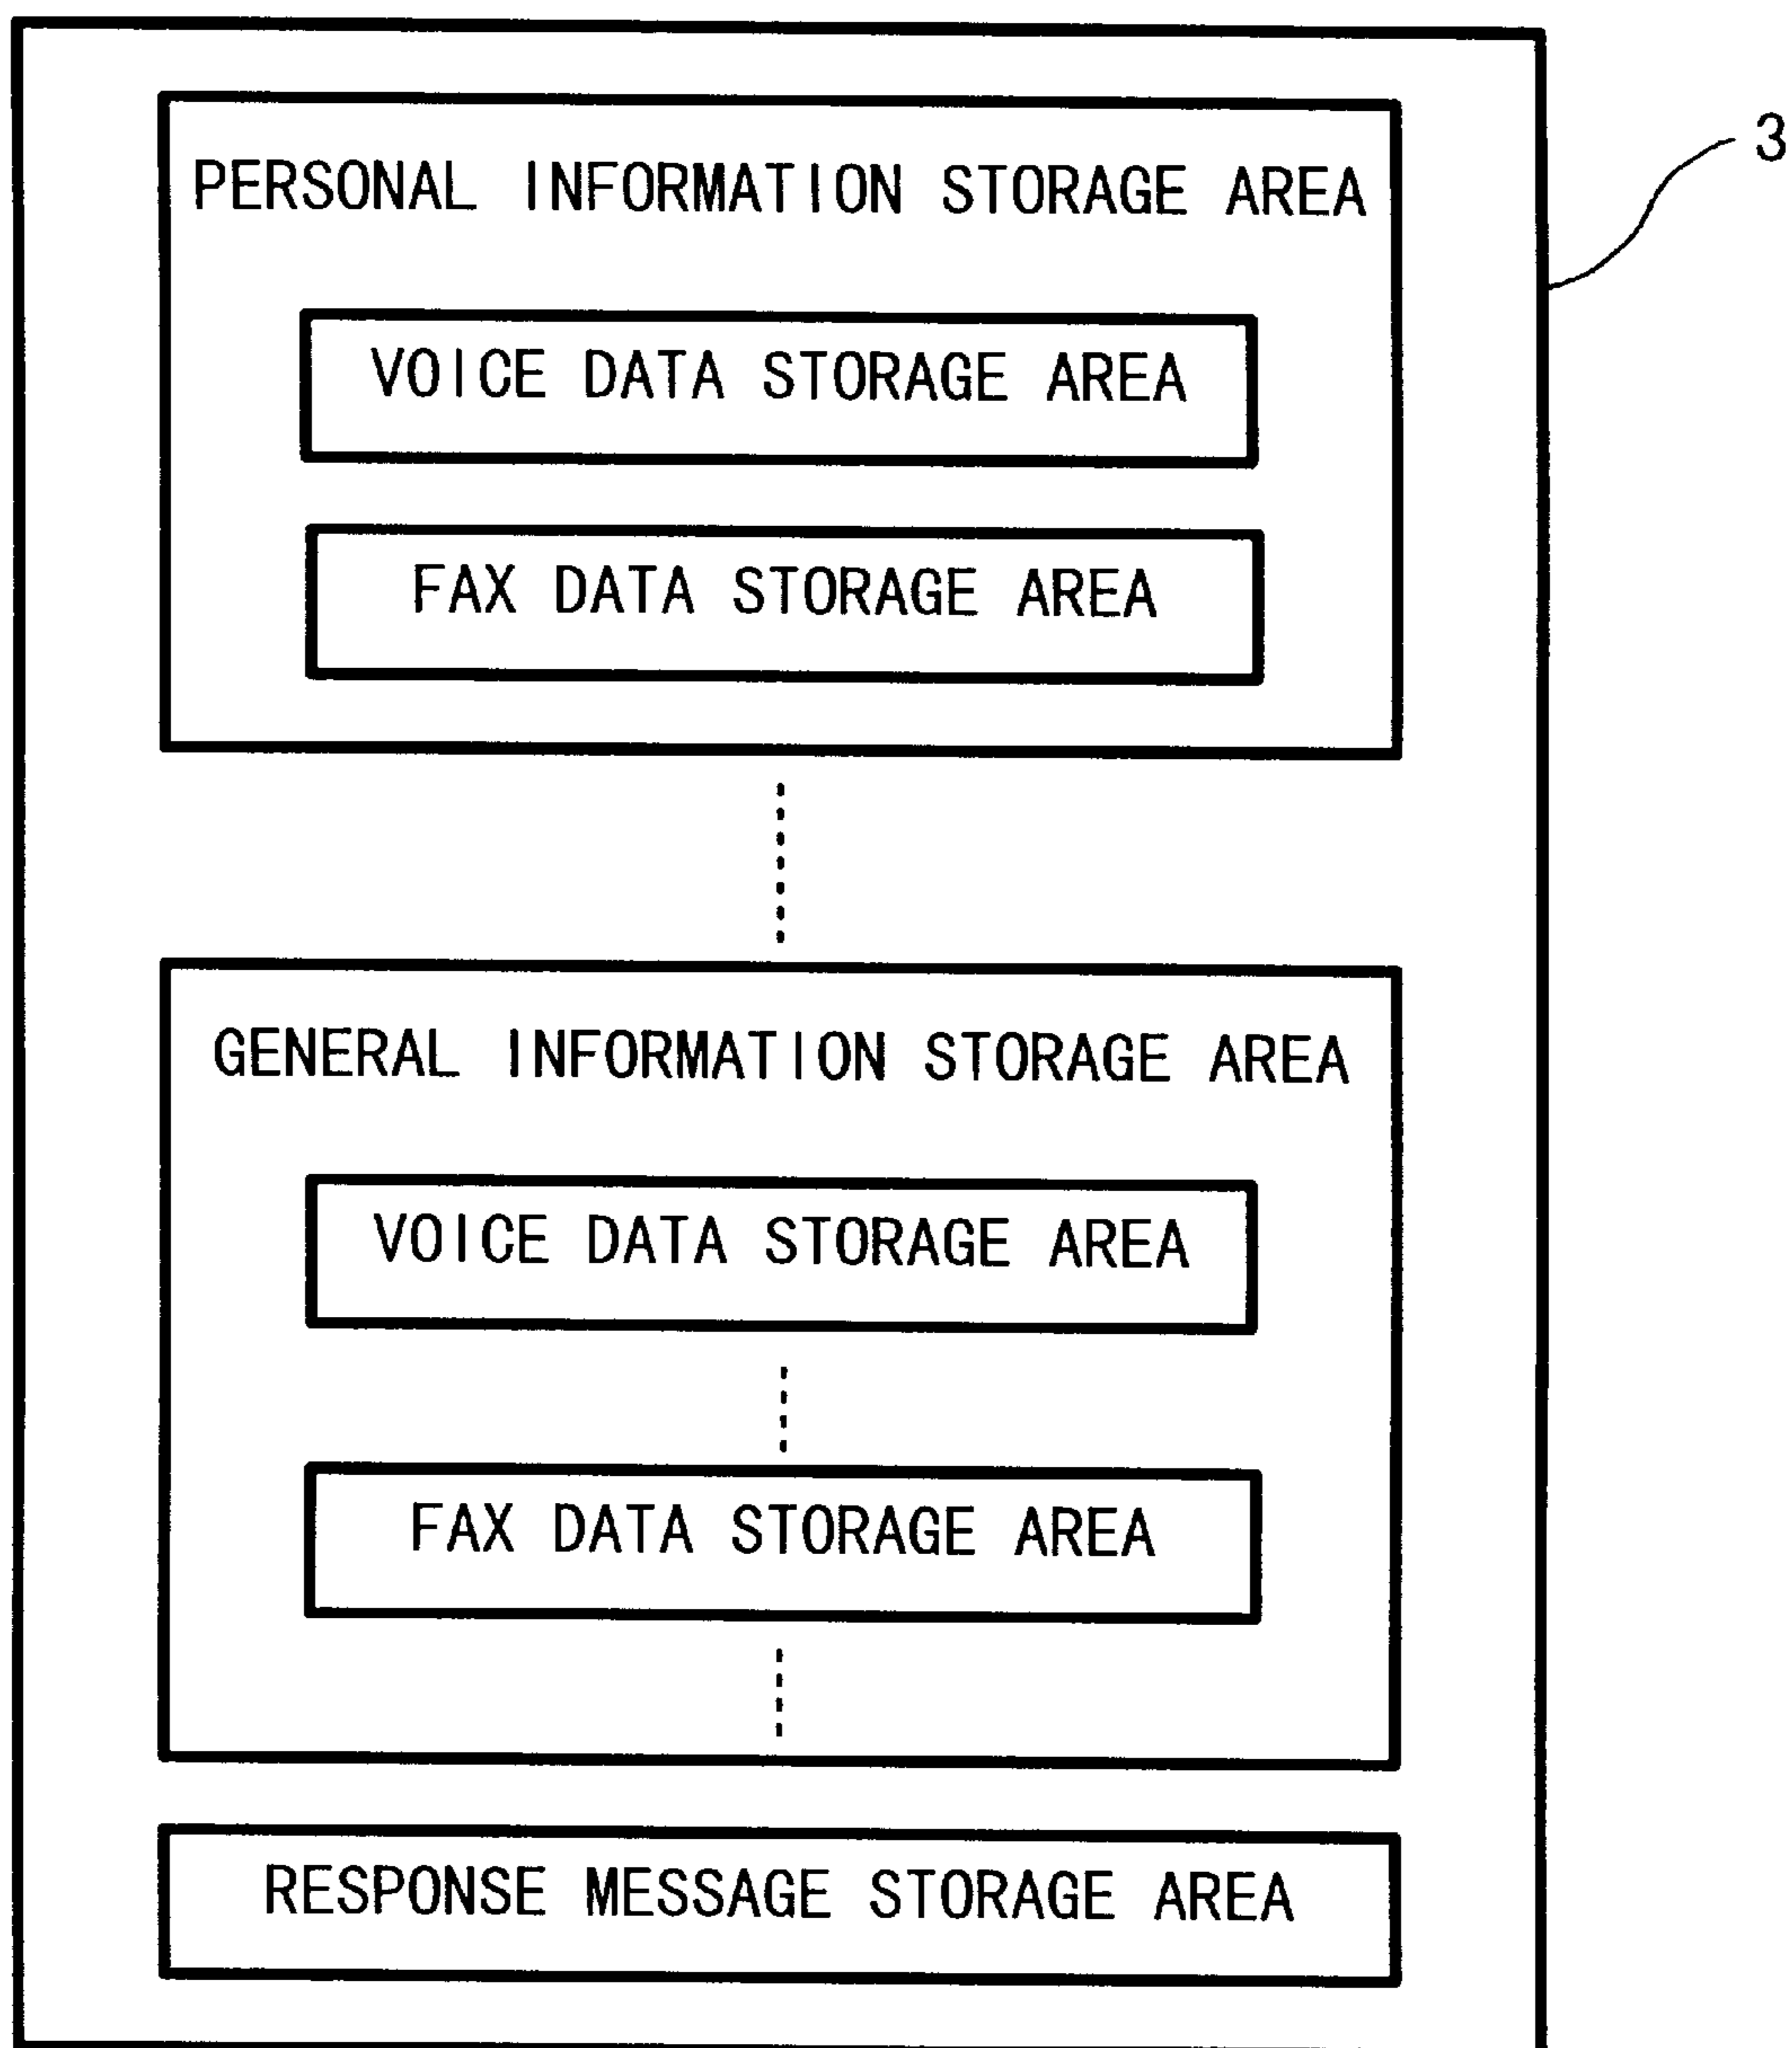 3
PERSONAL INFORMATION STORAGE AREA
VOICE DATA STORAGE AREA
FAX DATA STORAGE AREA
GENERAL INFORMATION STORAGE AREA
VOICE DATA STORAGE AREA
FAX DATA STORAGE AREA
RESPONSE MESSAGE STORAGE AREA